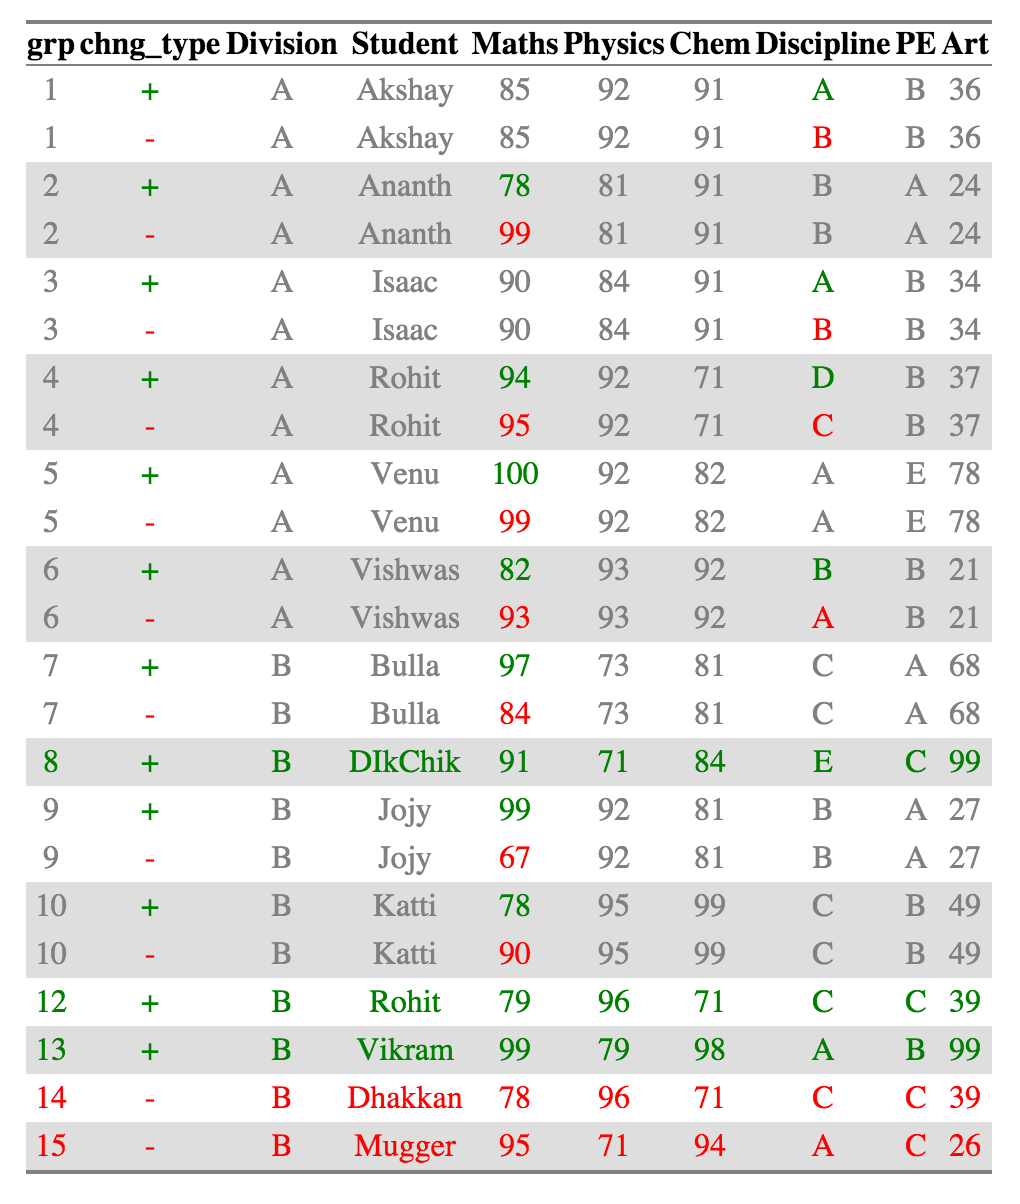 grp chng_type Division Student Maths Physics Chem Discipline PE Art
1 + A Akshay 85 92 91 A B 36
1 - A Akshay 85 92 91 B B 36
2 + A Ananth 78 81 91 B A 24
2 - A Ananth 99 81 91 B A 24
3 + A Isaac 90 84 91 A B 34
3 - A Isaac 90 84 91 B B 34
4 + A Rohit 94 92 71 D B 37
4 - A Rohit 95 92 71 C B 37
5 + A Venu 100 92 82 A E 78
5 - A Venu 99 92 82 A E 78
6 + A Vishwas 82 93 92 B B 21
6 - A Vishwas 93 93 92 A B 21
7 + B Bulla 97 73 81 C A 68
7 - B Bulla 84 73 81 C A 68
8 + B DIkChik 91 71 84 E C 99
9 + B Jojy 99 92 81 B A 27
9 - B Jojy 67 92 81 B A 27
10 + B Katti 78 95 99 C B 49
10 - B Katti 90 95 99 C B 49
12 + B Rohit 79 96 71 C C 39
13 + B Vikram 99 79 98 A B 99
14 - B Dhakkan 78 96 71 C C 39
15 - B Mugger 95 71 94 A C 26